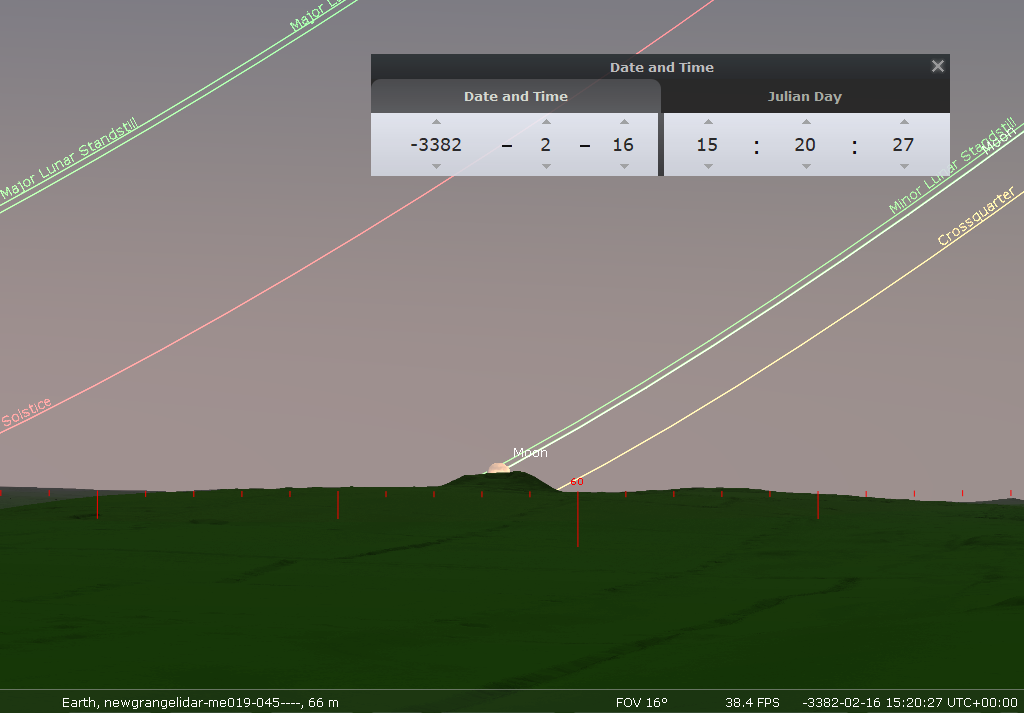 Major Lu
Date and Time
Date and Time
Julian Day
-3382 – 2 – 16
15 : 20 : 27
Major Lunar Standstill
Minor Lunar Standstill
Moon
Crossquarter
Solstice
Moon
60
Earth, newgrangelidar-me019-045----, 66 m
FOV 16°
38.4 FPS
-3382-02-16 15:20:27 UTC+00:00